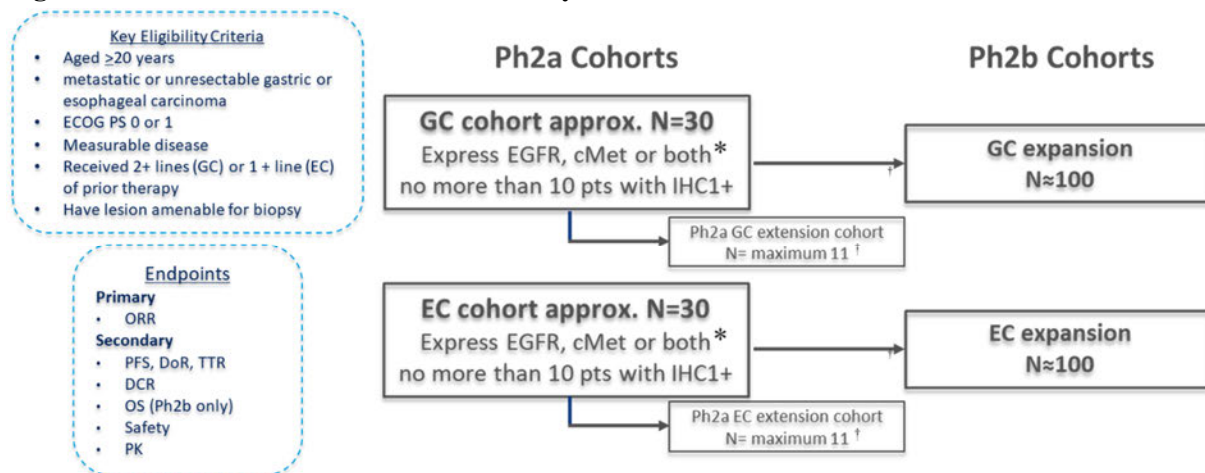 Key Eligibility Criteria
• Aged ≥20 years
• metastatic or unresectable gastric or
esophageal carcinoma
• ECOG PS 0 or 1
• Measurable disease
• Received 2+ lines (GC) or 1 + line (EC)
of prior therapy
• Have lesion amenable for biopsy
Endpoints
Primary
• ORR
Secondary
• PFS, DoR, TTR
• DCR
• OS (Ph2b only)
• Safety
• PK
Ph2a Cohorts
GC cohort approx. N=30
Express EGFR, cMet or both*
no more than 10 pts with IHC1+
†
Ph2a GC extension cohort
N= maximum 11 †
EC cohort approx. N=30
Express EGFR, cMet or both*
no more than 10 pts with IHC1+
†
Ph2a EC extension cohort
N= maximum 11 †
Ph2b Cohorts
GC expansion
N≈100
EC expansion
N≈100